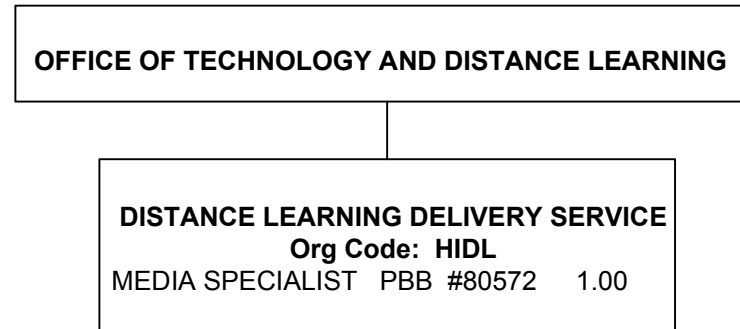 OFFICE OF TECHNOLOGY AND DISTANCE LEARNING
DISTANCE LEARNING DELIVERY SERVICE
Org Code: HIDL
MEDIA SPECIALIST PBB #80572 1.00